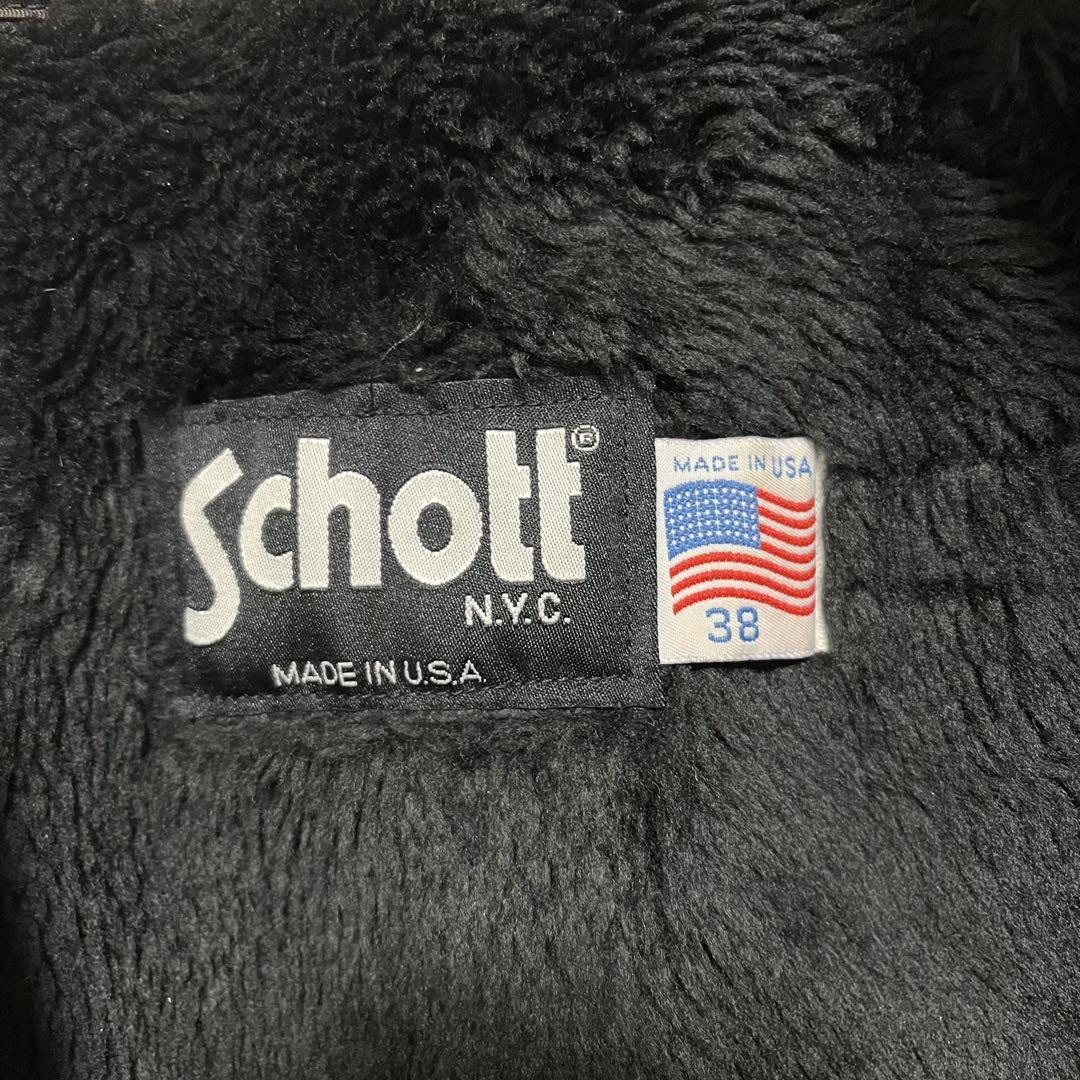 Schott®
N.Y.C.
MADE IN U.S.A.
MADE IN USA
38